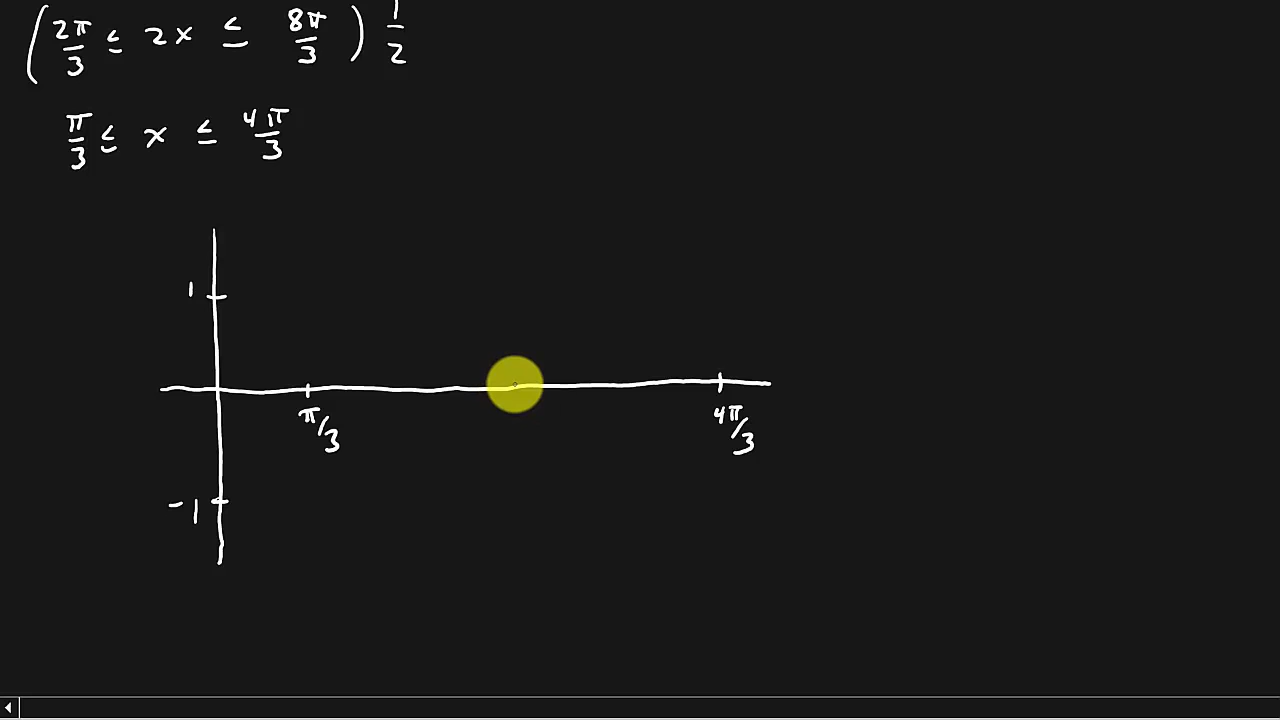 (2π/3 ≤ 2x ≤ 8π/3) 1/2
π/3 ≤ x ≤ 4π/3
1
π/3
4π/3
-1